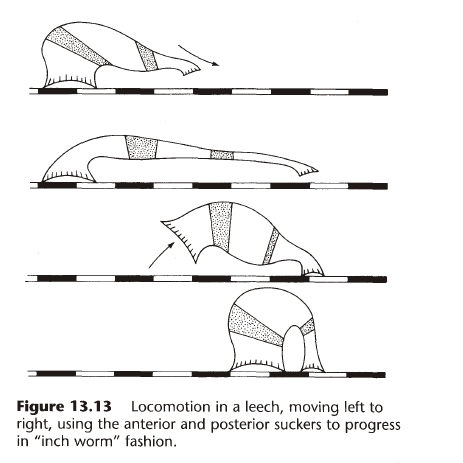 Figure 13.13 Locomotion in a leech, moving left to
right, using the anterior and posterior suckers to progress
in “inch worm” fashion.